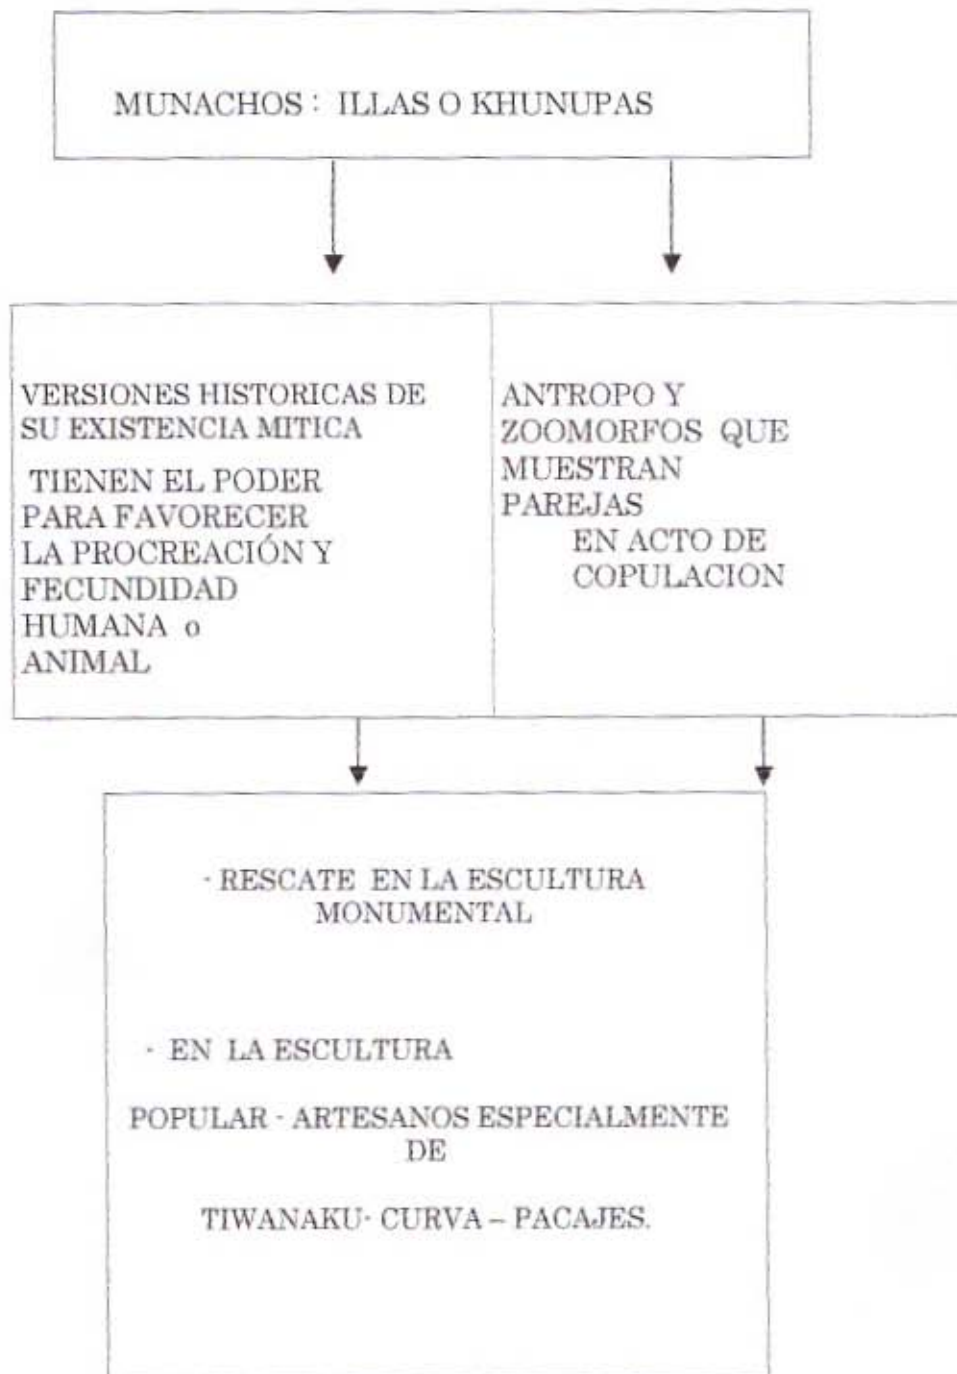 MUNACHOS : ILLAS O KHUNUPAS
VERSIONES HISTORICAS DE
SU EXISTENCIA MITICA
TIENEN EL PODER
PARA FAVORECER
LA PROCREACIÓN Y
FECUNDIDAD
HUMANA o
ANIMAL
ANTROPO Y
ZOOMORFOS QUE
MUESTRAN
PAREJAS
EN ACTO DE
COPULACION
- RESCATE EN LA ESCULTURA
MONUMENTAL
- EN LA ESCULTURA
POPULAR - ARTESANOS ESPECIALMENTE
DE
TIWANAKU- CURVA – PACAJES.